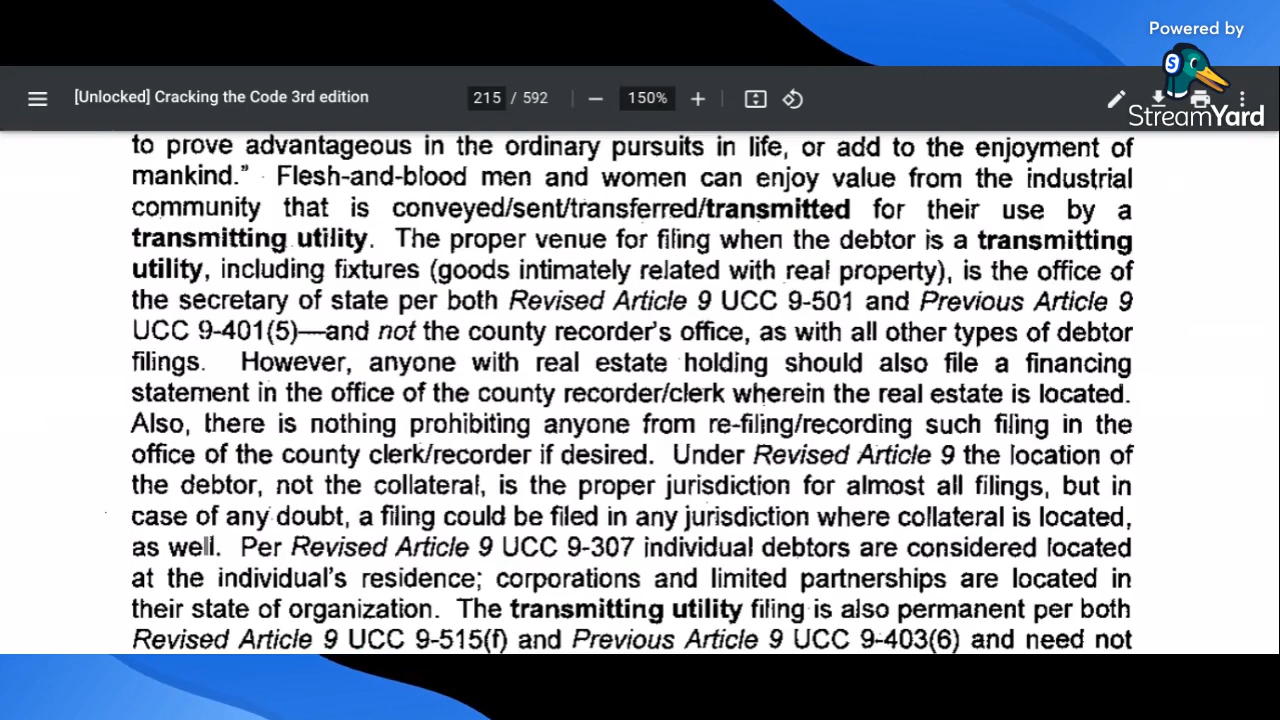 Powered by
[Unlocked] Cracking the Code 3rd edition
215 / 592
150%
StreamYard
to prove advantageous in the ordinary pursuits in life, or add to the enjoyment of
mankind.” Flesh-and-blood men and women can enjoy value from the industrial
community that is conveyed/sent/transferred/transmitted for their use by a
transmitting utility. The proper venue for filing when the debtor is a transmitting
utility, including fixtures (goods intimately related with real property), is the office of
the secretary of state per both Revised Article 9 UCC 9-501 and Previous Article 9
UCC 9-401(5)—and not the county recorder's office, as with all other types of debtor
filings. However, anyone with real estate holding should also file a financing
statement in the office of the county recorder/clerk wherein the real estate is located.
Also, there is nothing prohibiting anyone from re-filing/recording such filing in the
office of the county clerk/recorder if desired. Under Revised Article 9 the location of
the debtor, not the collateral, is the proper jurisdiction for almost all filings, but in
case of any doubt, a filing could be filed in any jurisdiction where collateral is located,
as well. Per Revised Article 9 UCC 9-307 individual debtors are considered located
at the individual's residence; corporations and limited partnerships are located in
their state of organization. The transmitting utility filing is also permanent per both
Revised Article 9 UCC 9-515(f) and Previous Article 9 UCC 9-403(6) and need not